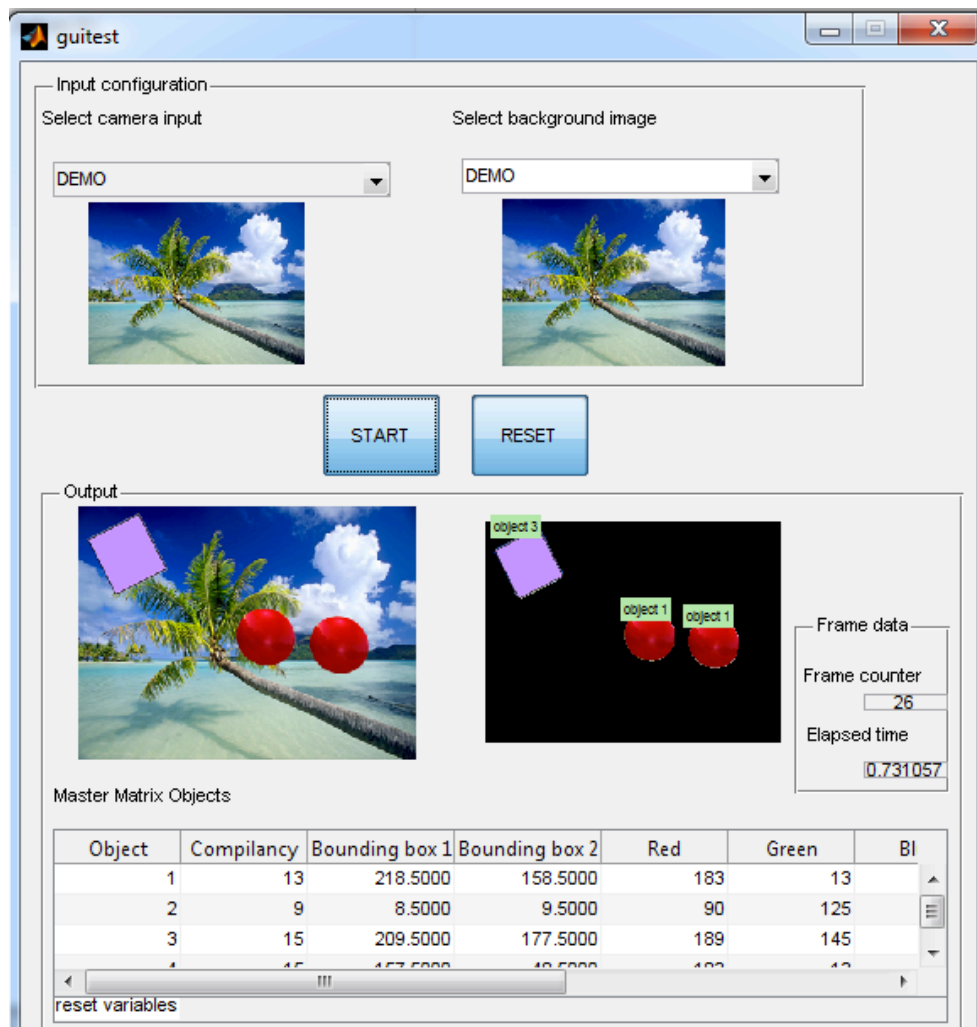 guitest
Input configuration
Select camera input
Select background image
DEMO
DEMO
START
RESET
Output
object 3
object 1
object 1
Frame data
Frame counter
26
Elapsed time
0.731057
Master Matrix Objects
Object Compilancy Bounding box 1 Bounding box 2 Red Green Bl
1 13 218.5000 158.5000 183 13
2 9 8.5000 9.5000 90 125
3 15 209.5000 177.5000 189 145
reset variables